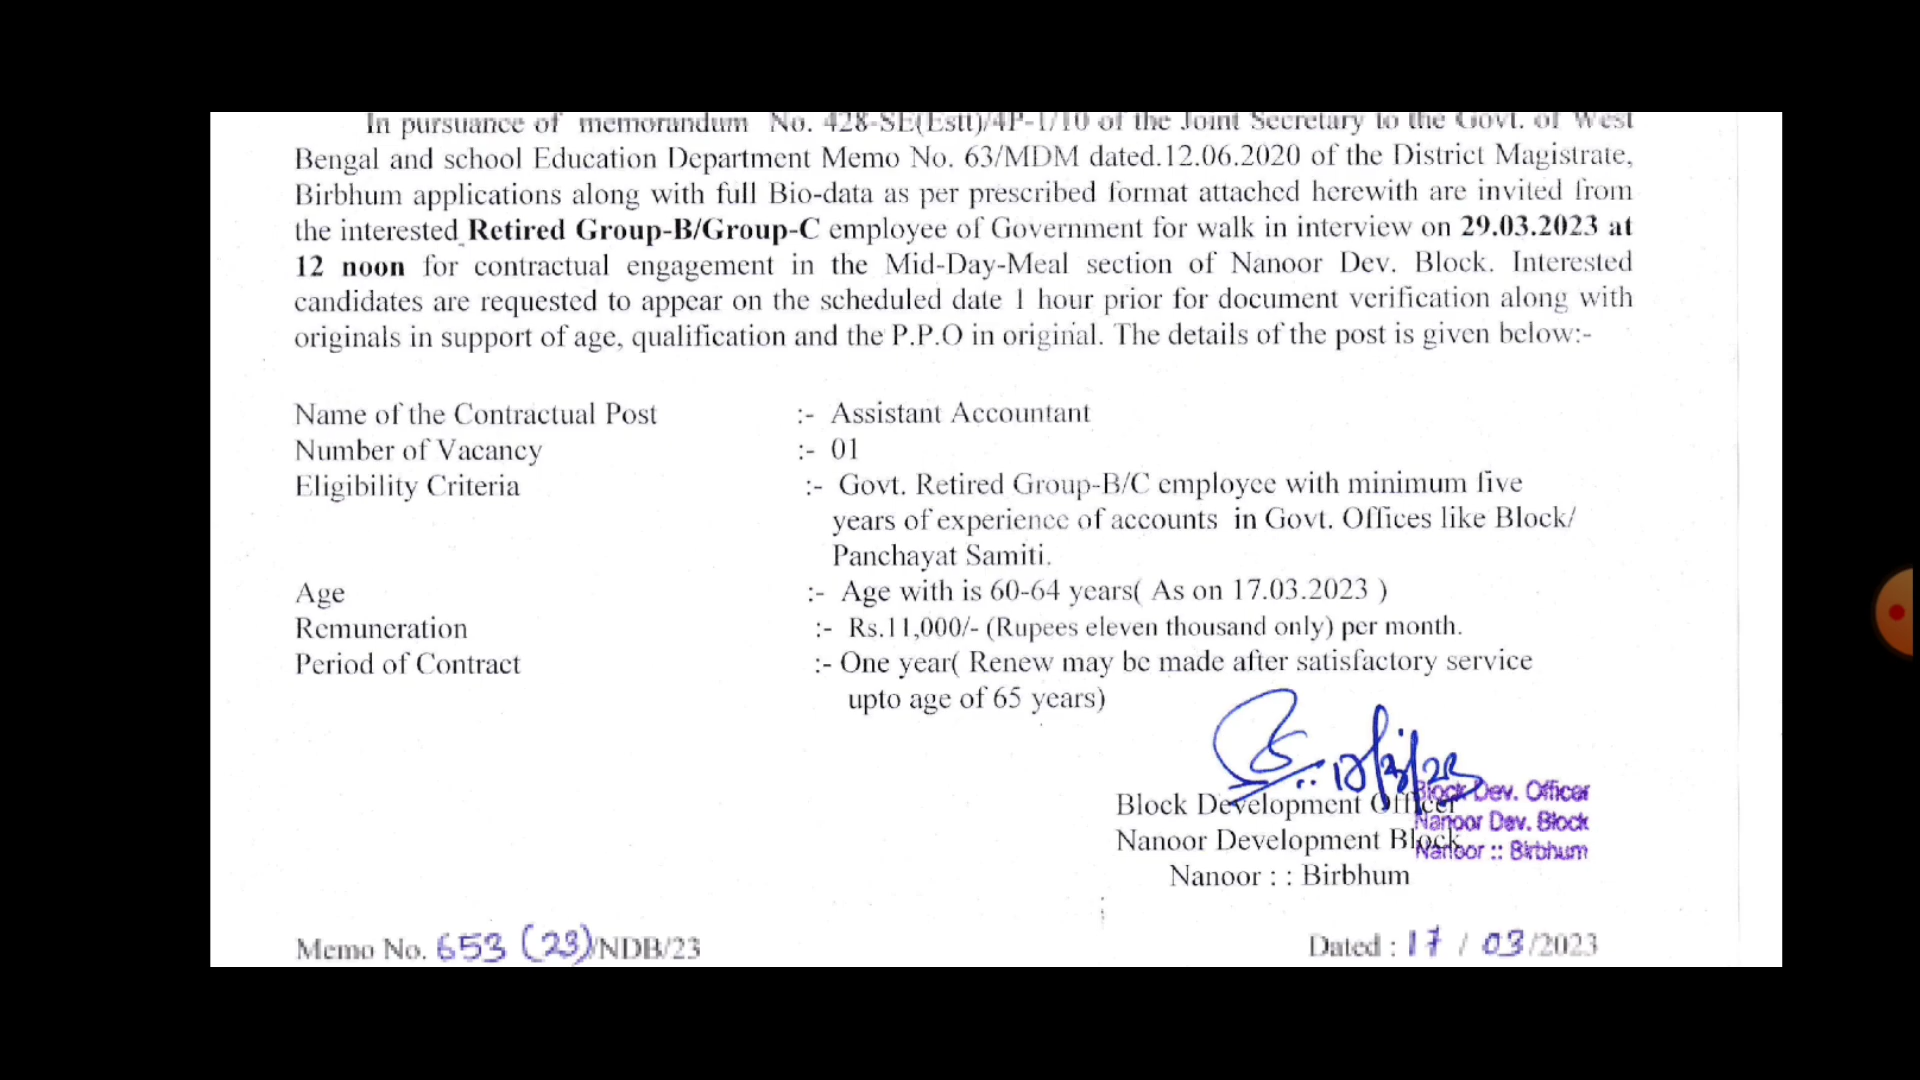 In pursuance of memorandum No. 428-SE(Estt)/4P-1/10 of the Joint Secretary to the Govt. of West
Bengal and school Education Department Memo No. 63/MDM dated.12.06.2020 of the District Magistrate,
Birbhum applications along with full Bio-data as per prescribed format attached herewith are invited from
the interested Retired Group-B/Group-C employee of Government for walk in interview on 29.03.2023 at
12 noon for contractual engagement in the Mid-Day-Meal section of Nanoor Dev. Block. Interested
candidates are requested to appear on the scheduled date 1 hour prior for document verification along with
originals in support of age, qualification and the P.P.O in original. The details of the post is given below:-
Name of the Contractual Post :- Assistant Accountant
Number of Vacancy :- 01
Eligibility Criteria :- Govt. Retired Group-B/C employee with minimum five
years of experience of accounts in Govt. Offices like Block/
Panchayat Samiti.
Age :- Age with is 60-64 years( As on 17.03.2023 )
Remuneration :- Rs.11,000/- (Rupees eleven thousand only) per month.
Period of Contract :- One year( Renew may be made after satisfactory service
upto age of 65 years)
Block Development Officer
Nanoor Development Block
Nanoor : : Birbhum
Block Dev. Officer
Nanoor Dev. Block
Nanoor :: Birbhum
Memo No. 653 (23)/NDB/23 Dated : 17 / 03/2023